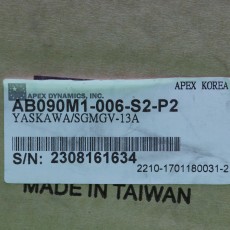 APEX DYNAMICS, INC.
APEX KOREA
AB090M1-006-S2-P2
YASKAWA/SGMGV-13A
S/N: 2308161634
2210-1701180031-2
MADE IN TAIWAN